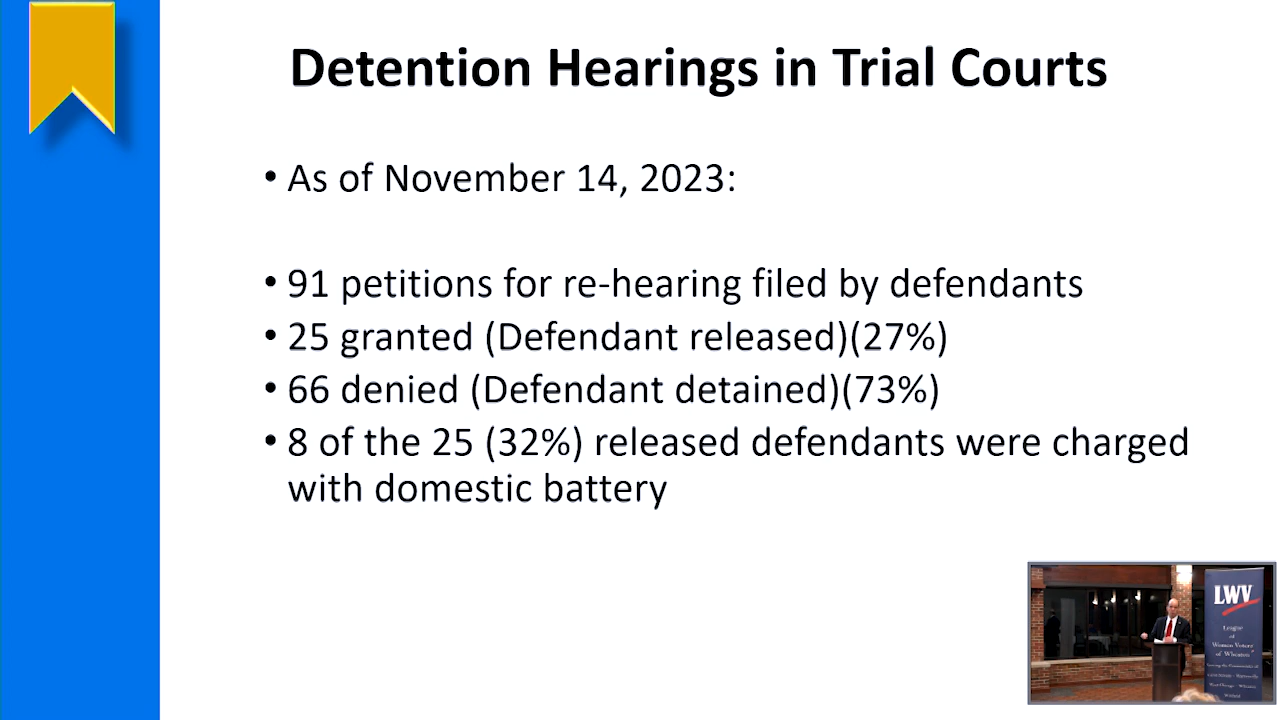 Detention Hearings in Trial Courts
• As of November 14, 2023:
• 91 petitions for re-hearing filed by defendants
• 25 granted (Defendant released)(27%)
• 66 denied (Defendant detained)(73%)
• 8 of the 25 (32%) released defendants were charged
with domestic battery
LWV
League
of
Women Voters
of Wheaton